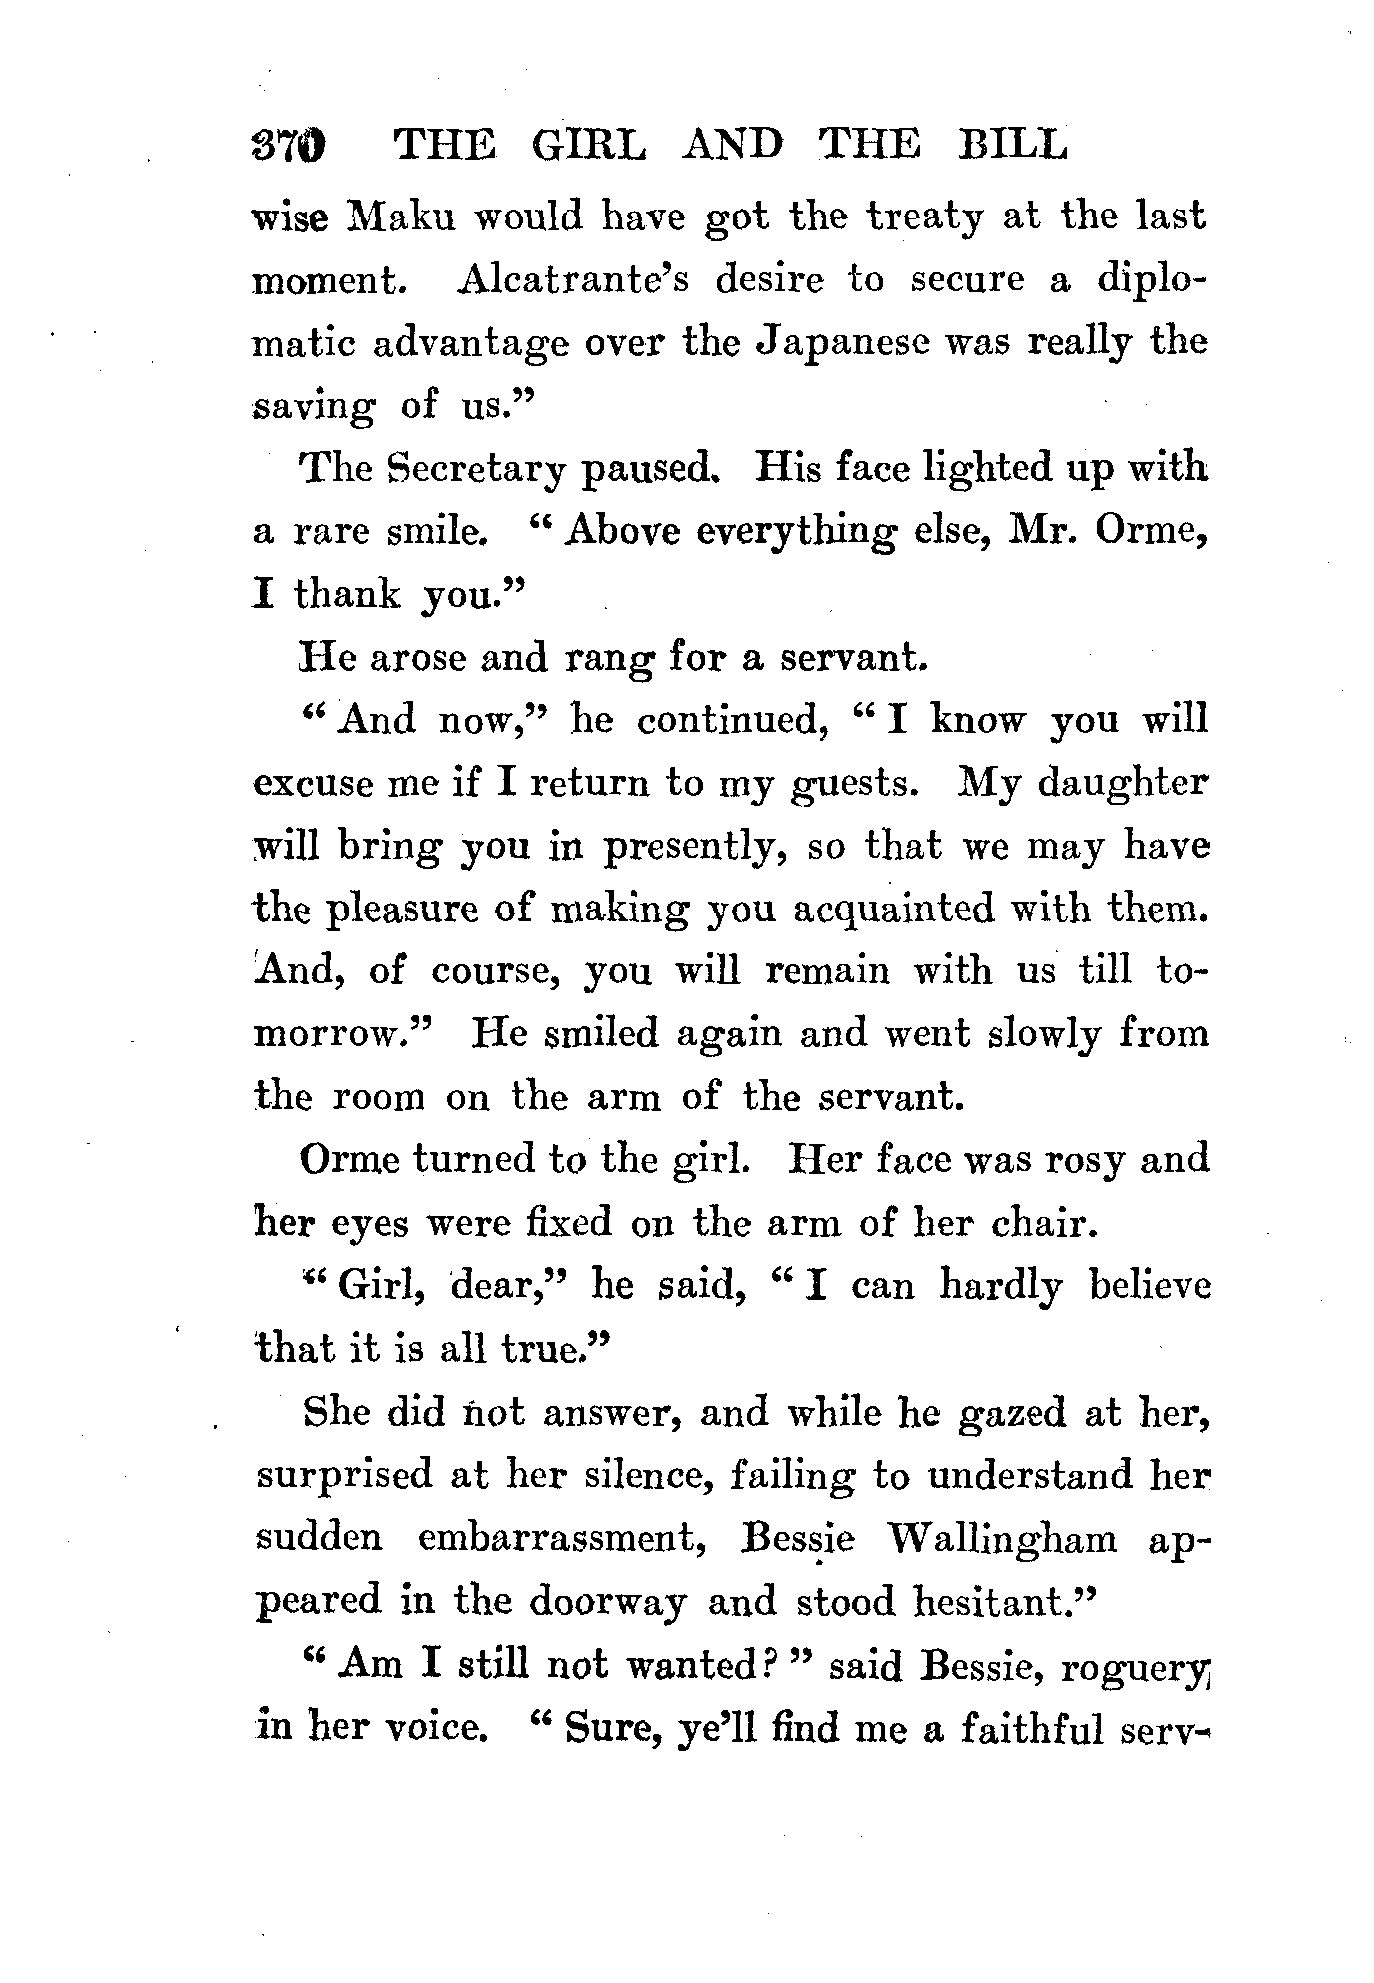 370 THE GIRL AND THE BILL
wise Maku would have got the treaty at the last
moment. Alcatrante's desire to secure a diplo-
matic advantage over the Japanese was really the
saving of us."
The Secretary paused. His face lighted up with
a rare smile. " Above everything else, Mr. Orme,
I thank you."
He arose and rang for a servant.
" And now," he continued, " I know you will
excuse me if I return to my guests. My daughter
will bring you in presently, so that we may have
the pleasure of making you acquainted with them.
And, of course, you will remain with us till to-
morrow." He smiled again and went slowly from
the room on the arm of the servant.
Orme turned to the girl. Her face was rosy and
her eyes were fixed on the arm of her chair.
" Girl, dear," he said, " I can hardly believe
that it is all true."
She did not answer, and while he gazed at her,
surprised at her silence, failing to understand her
sudden embarrassment, Bessie Wallingham ap-
peared in the doorway and stood hesitant."
" Am I still not wanted? " said Bessie, roguery
in her voice. " Sure, ye'll find me a faithful serv-